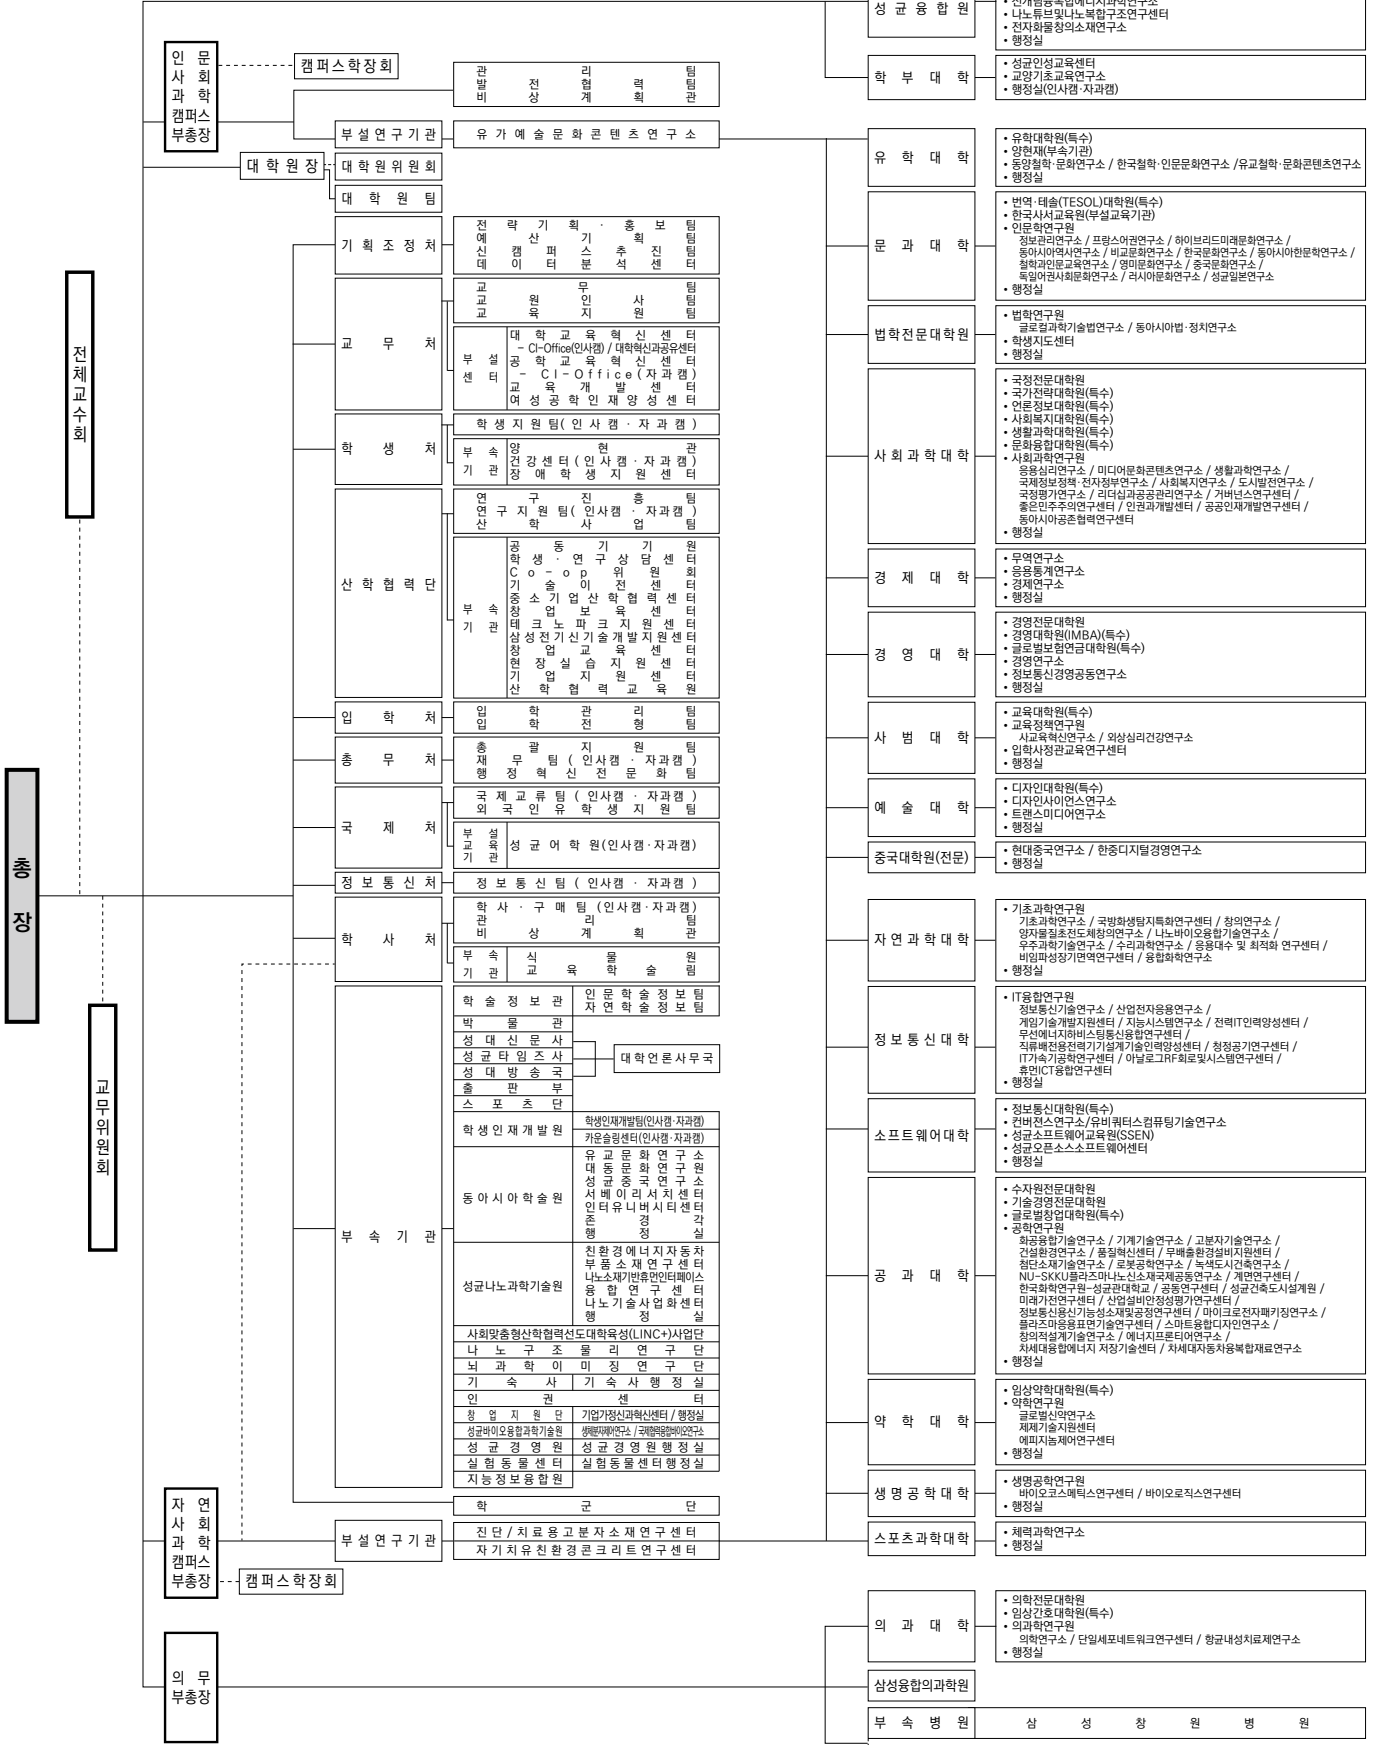 성 균 융 합 원
• 신개념융복합에너지과학연구소
• 나노튜브및나노복합구조연구센터
• 전자화물창의소재연구소
• 행정실
인 문
사 회
과 학
캠퍼스
부총장
캠퍼스학장회
관 리 팀
발 전 협 력 팀
비 상 계 획 관
학 부 대 학
• 성균인성교육센터
• 교양기초교육연구소
• 행정실(인사캠·자과캠)
부설연구기관
유가예술문화콘텐츠연구소
대학원장
대학원위원회
대 학 원 팀
유 학 대 학
• 유학대학원(특수)
• 양현재(부속기관)
• 동양철학·문화연구소 / 한국철학·인문문화연구소 /유교철학·문화콘텐츠연구소
• 행정실
기획조정처
전 략 기 획 · 홍 보 팀
예 산 기 획 팀
신 캠 퍼 스 추 진 팀
데 이 터 분 석 센 터
문 과 대 학
• 번역·테솔(TESOL)대학원(특수)
• 한국사서교육원(부설교육기관)
• 인문학연구원
정보관리연구소 / 프랑스어권연구소 / 하이브리드미래문화연구소 /
동아시아역사연구소 / 비교문화연구소 / 한국문화연구소 / 동아시아한문학연구소 /
철학과인문교육연구소 / 영미문화연구소 / 중국문화연구소 /
독일어권사회문화연구소 / 러시아문화연구소 / 성균일본연구소
• 행정실
교 무 처
교 무 팀
교 원 인 사 팀
교 육 지 원 팀
부 설
센 터
대학교육혁신센터
- CI-Office(인사캠) / 대학혁신과공유센터
공학교육혁신센터
- CI-Office(자과캠)
교 육 개 발 센 터
여성공학인재양성센터
법학전문대학원
• 법학연구원
글로컬과학기술법연구소 / 동아시아법·정치연구소
• 학생지도센터
• 행정실
전체교수회
학 생 처
학생지원팀(인사캠·자과캠)
부 속
기 관
양 현 관
건강센터(인사캠·자과캠)
장애학생지원센터
사회과학대학
• 국정전문대학원
• 국가전략대학원(특수)
• 언론정보대학원(특수)
• 사회복지대학원(특수)
• 생활과학대학원(특수)
• 문화융합대학원(특수)
• 사회과학연구원
응용심리연구소 / 미디어문화콘텐츠연구소 / 생활과학연구소 /
국제정보정책·전자정부연구소 / 사회복지연구소 / 도시발전연구소 /
국정평가연구소 / 리더십과공공관리연구소 / 거버넌스연구센터 /
좋은민주주의연구센터 / 인권과개발센터 / 공공인재개발연구센터 /
동아시아공존협력연구센터
• 행정실
산학협력단
연 구 진 흥 팀
연구지원팀(인사캠·자과캠)
산 학 사 업 팀
부 속
기 관
공 동 기 기 원
학생·연구상담센터
Co-op위원회
기 술 이 전 센 터
중소기업산학협력센터
창 업 보 육 센 터
테크노파크지원센터
삼성전기신기술개발지원센터
창 업 교 육 센 터
현장실습지원센터
기 업 지 원 센 터
산학협력교육원
경 제 대 학
• 무역연구소
• 응용통계연구소
• 경제연구소
• 행정실
경 영 대 학
• 경영전문대학원
• 경영대학원(IMBA)(특수)
• 글로벌보험연금대학원(특수)
• 경영연구소
• 정보통신경영공동연구소
• 행정실
입 학 처
입 학 관 리 팀
입 학 전 형 팀
사 범 대 학
• 교육대학원(특수)
• 교육정책연구원
사교육혁신연구소 / 외상심리건강연구소
• 입학사정관교육연구센터
• 행정실
총 무 처
총 괄 지 원 팀
재 무 팀 ( 인사캠 · 자과캠 )
행 정 혁 신 전 문 화 팀
총 장
국 제 처
국제교류팀(인사캠·자과캠)
외 국 인 유 학 생 지 원 팀
부 설
교 육
기 관
성균어학원(인사캠·자과캠)
예 술 대 학
• 디자인대학원(특수)
• 디자인사이언스연구소
• 트랜스미디어연구소
• 행정실
중국대학원(전문)
• 현대중국연구소 / 한중디지털경영연구소
• 행정실
정보통신처
정보통신팀(인사캠·자과캠)
학 사 처
학사·구매팀(인사캠·자과캠)
관 리 팀
비 상 계 획 관
부 속
기 관
식 물 원
교 육 학 술 림
자연과학대학
• 기초과학연구원
기초과학연구소 / 국방화생탐지특화연구센터 / 창의연구소 /
양자물질초전도체창의연구소 / 나노바이오융합기술연구소 /
우주과학기술연구소 / 수리과학연구소 / 응용대수 및 최적화 연구센터 /
비임파성장기면역연구센터 / 융합화학연구소
• 행정실
교무위원회
부 속 기 관
학 술 정 보 관
인문학술정보팀
자연학술정보팀
박 물 관
성 대 신 문 사
성균타임즈사
성 대 방 송 국
대학언론사무국
출 판 부
스 포 츠 단
정보통신대학
• IT융합연구원
정보통신기술연구소 / 산업전자응용연구소 /
게임기술개발지원센터 / 지능시스템연구소 / 전력IT인력양성센터 /
무선에너지하비스팅통신융합연구센터 /
직류배전용전력기기설계기술인력양성센터 / 청정공기연구센터 /
IT가속기공학연구센터 / 아날로그RF회로및시스템연구센터 /
휴먼ICT융합연구센터
• 행정실
학생인재개발원
학생인재개발팀(인사캠·자과캠)
카운슬링센터(인사캠·자과캠)
소프트웨어대학
• 정보통신대학원(특수)
• 컨버젼스연구소/유비쿼터스컴퓨팅기술연구소
• 성균소프트웨어교육원(SSEN)
• 성균오픈소스소프트웨어센터
• 행정실
동아시아학술원
유교문화연구소
대동문화연구원
성균중국연구소
서베이리서치센터
인터유니버시티센터
존 경 각
행 정 실
성균나노과학기술원
친환경에너지자동차
부품소재연구센터
나노소재기반휴먼인터페이스
융 합 연 구 센 터
나노기술사업화센터
행 정 실
공 과 대 학
• 수자원전문대학원
• 기술경영전문대학원
• 글로벌창업대학원(특수)
• 공학연구원
화공융합기술연구소 / 기계기술연구소 / 고분자기술연구소 /
건설환경연구소 / 품질혁신센터 / 무배출환경설비지원센터 /
첨단소재기술연구소 / 로봇공학연구소 / 녹색도시건축연구소 /
NU-SKKU플라즈마나노신소재국제공동연구소 / 계면연구센터 /
한국화학연구원-성균관대학교 / 공동연구센터 / 성균건축도시설계원 /
미래가전연구센터 / 산업설비안정성평가연구센터 /
정보통신용신기능성소재및공정연구센터 / 마이크로전자패키징연구소 /
플라즈마응용표면기술연구센터 / 스마트융합디자인연구소 /
창의적설계기술연구소 / 에너지프론티어연구소 /
차세대융합에너지 저장기술센터 / 차세대자동차융복합재료연구소
• 행정실
사회맞춤형산학협력선도대학육성(LINC+)사업단
나 노 구 조 물 리 연 구 단
뇌 과 학 이 미 징 연 구 단
기 숙 사
기숙사행정실
인 권 센 터
창 업 지 원 단
기업가정신과혁신센터 / 행정실
성균바이오융합과학기술원
생체분자제어연구소 / 국제협력융합바이오연구소
성 균 경 영 원
성균경영원행정실
실험동물센터
실험동물센터행정실
지능정보융합원
약 학 대 학
• 임상약학대학원(특수)
• 약학연구원
글로벌신약연구소
제제기술지원센터
에피지놈제어연구센터
• 행정실
생명공학대학
• 생명공학연구원
바이오코스메틱스연구센터 / 바이오로직스연구센터
• 행정실
학 군 단
자 연
사 회
과 학
캠퍼스
부총장
캠퍼스학장회
부설연구기관
진단/치료용고분자소재연구센터
자기치유친환경콘크리트연구센터
스포츠과학대학
• 체력과학연구소
• 행정실
의 무
부총장
의 과 대 학
• 의학전문대학원
• 임상간호대학원(특수)
• 의과학연구원
의학연구소 / 단일세포네트워크연구센터 / 항균내성치료제연구소
• 행정실
삼성융합의과학원
부 속 병 원
삼 성 창 원 병 원